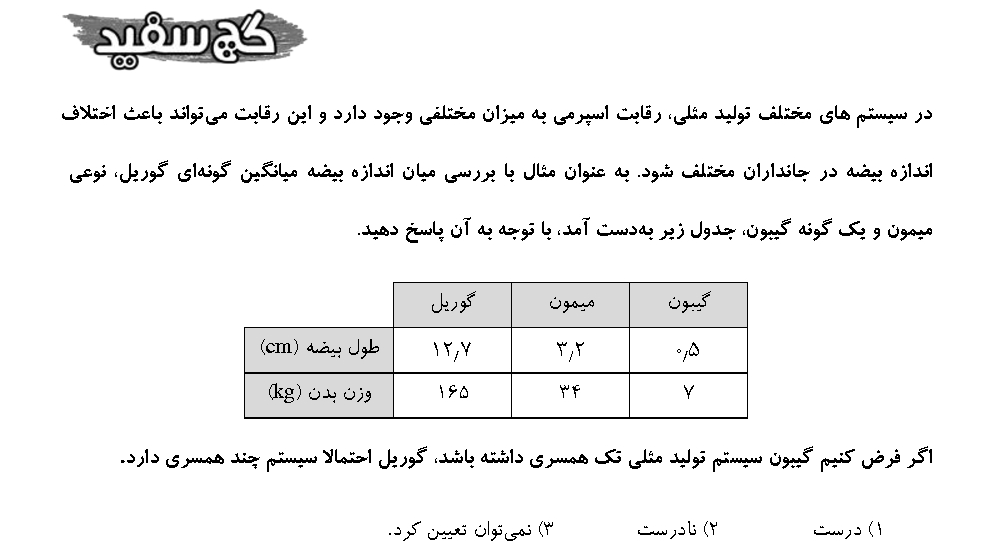 گچ سفید
در سیستم های مختلف تولید مثلی، رقابت اسپرمی به میزان مختلفی وجود دارد و این رقابت می‌تواند باعث اختلاف
اندازه بیضه در جانداران مختلف شود. به عنوان مثال با بررسی میان اندازه بیضه میانگین گونه‌ای گوریل، نوعی
میمون و یک گونه گیبون، جدول زیر به‌دست آمد، با توجه به آن پاسخ دهید.
گیبون میمون گوریل
۰٫۵ ۳٫۲ ۱۲٫۷ طول بیضه (cm)
۷ ۳۴ ۱۶۵ وزن بدن (kg)
اگر فرض کنیم گیبون سیستم تولید مثلی تک همسری داشته باشد، گوریل احتمالا سیستم چند همسری دارد.
۱) درست ۲) نادرست ۳) نمی‌توان تعیین کرد.